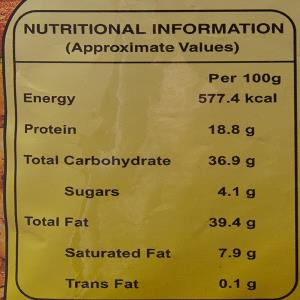 NUTRITIONAL INFORMATION
(Approximate Values)
Per 100g
Energy 577.4 kcal
Protein 18.8 g
Total Carbohydrate 36.9 g
Sugars 4.1 g
Total Fat 39.4 g
Saturated Fat 7.9 g
Trans Fat 0.1 g